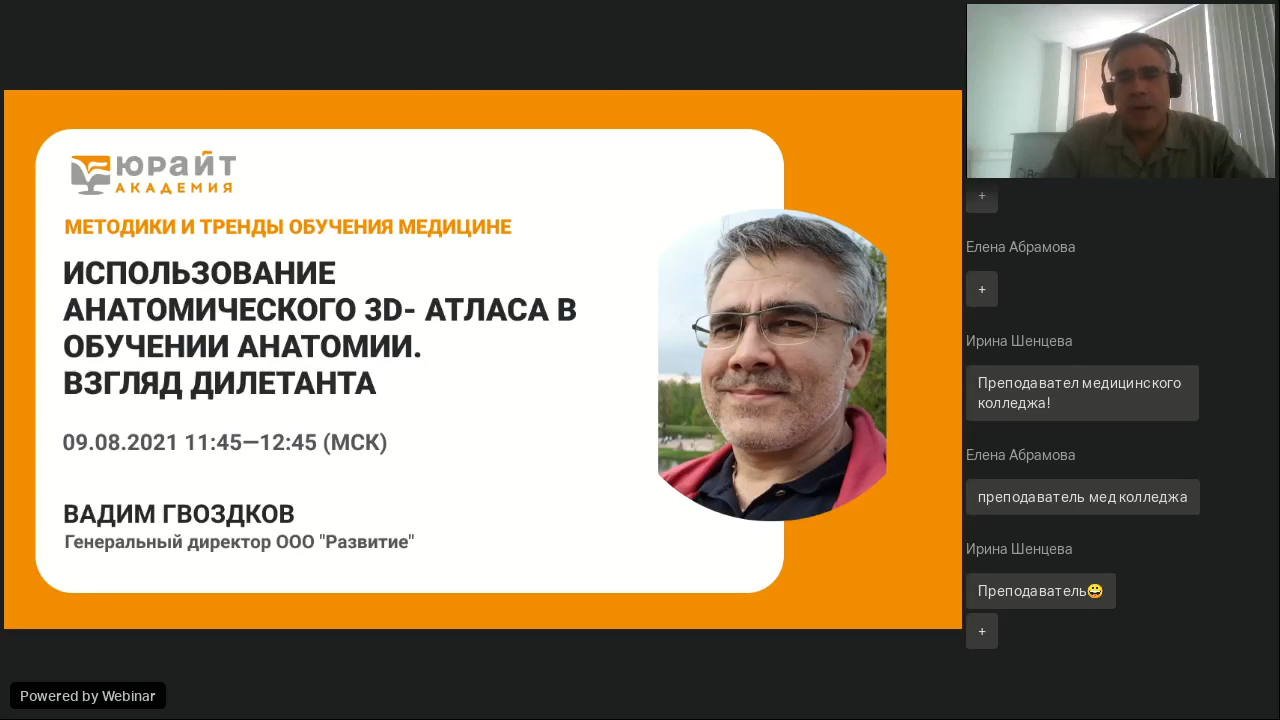 ЮРАЙТ
АКАДЕМИЯ
МЕТОДИКИ И ТРЕНДЫ ОБУЧЕНИЯ МЕДИЦИНЕ
ИСПОЛЬЗОВАНИЕ
АНАТОМИЧЕСКОГО 3D- АТЛАСА В
ОБУЧЕНИИ АНАТОМИИ.
ВЗГЛЯД ДИЛЕТАНТА
09.08.2021 11:45—12:45 (МСК)
ВАДИМ ГВОЗДКОВ
Генеральный директор ООО "Развитие"
+
Елена Абрамова
+
Ирина Шенцева
Преподавател медицинского
колледжа!
Елена Абрамова
преподаватель мед колледжа
Ирина Шенцева
Преподаватель😀
+
Powered by Webinar